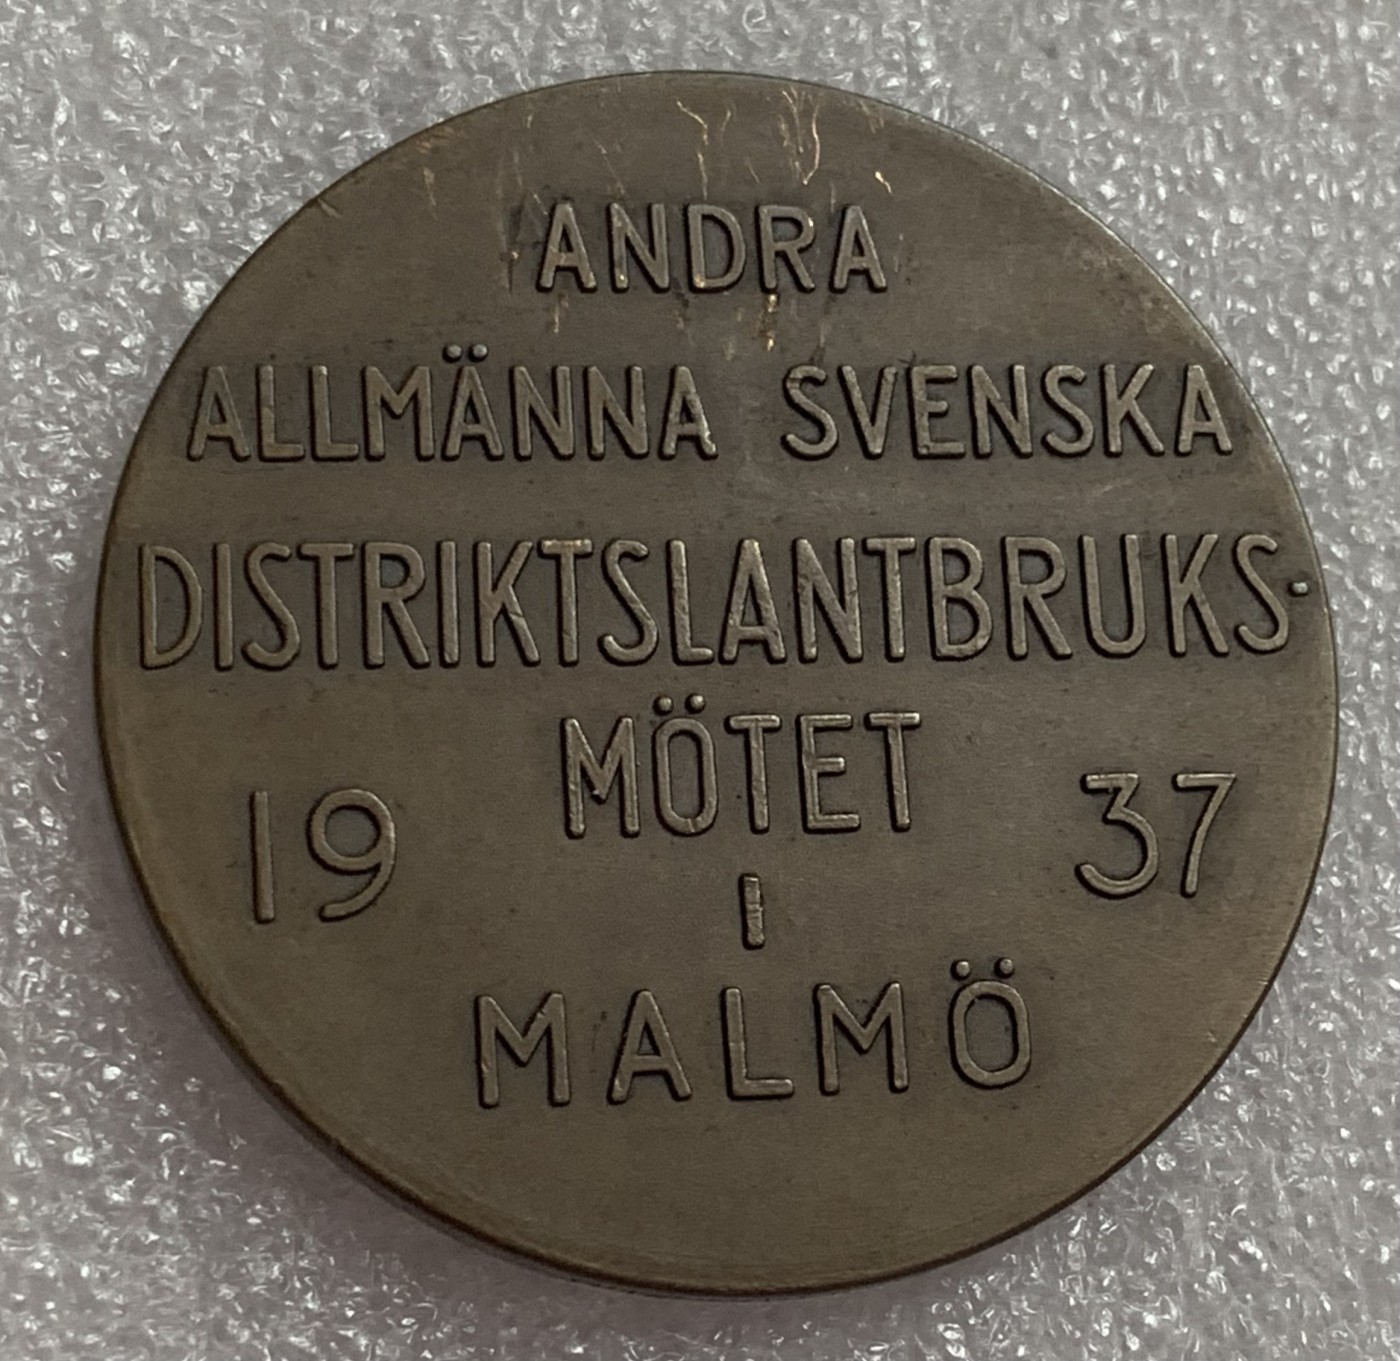 ANDRA
ALLMÄNNA SVENSKA
DISTRIKTSLANTBRUKS-
MÖTET
19 37
I
MALMÖ